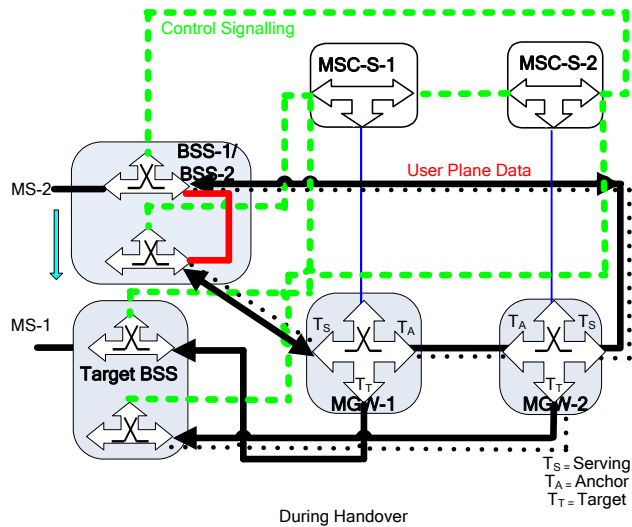 Control Signalling
MSC-S-1
MSC-S-2
BSS-1/
BSS-2
User Plane Data
MS-2
MS-1
Target BSS
TS
TA
TT
MGW-1
TA
TS
TT
MGW-2
TS = Serving
TA = Anchor
TT = Target
During Handover